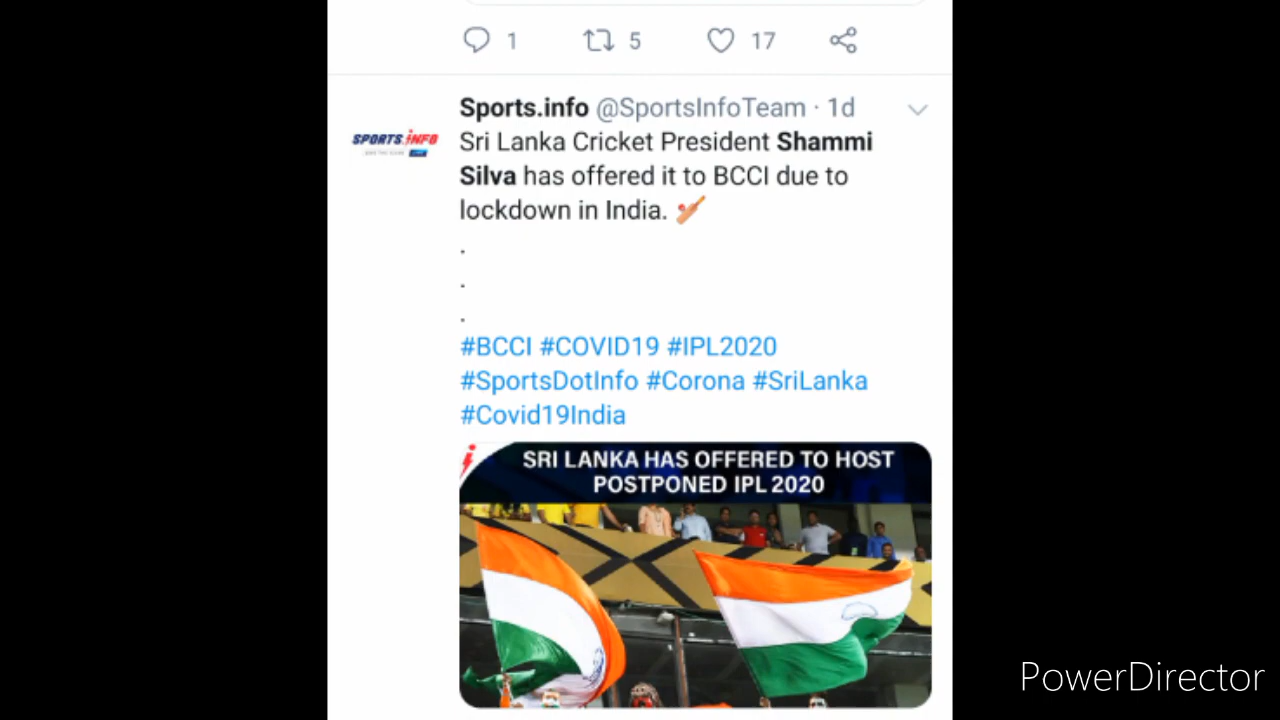 1 5 17
Sports.info @SportsInfoTeam · 1d
SPORTS.iNFO
Sri Lanka Cricket President Shammi
Silva has offered it to BCCI due to
lockdown in India.
.
.
.
#BCCI #COVID19 #IPL2020
#SportsDotInfo #Corona #SriLanka
#Covid19India
SRI LANKA HAS OFFERED TO HOST
POSTPONED IPL 2020
PowerDirector